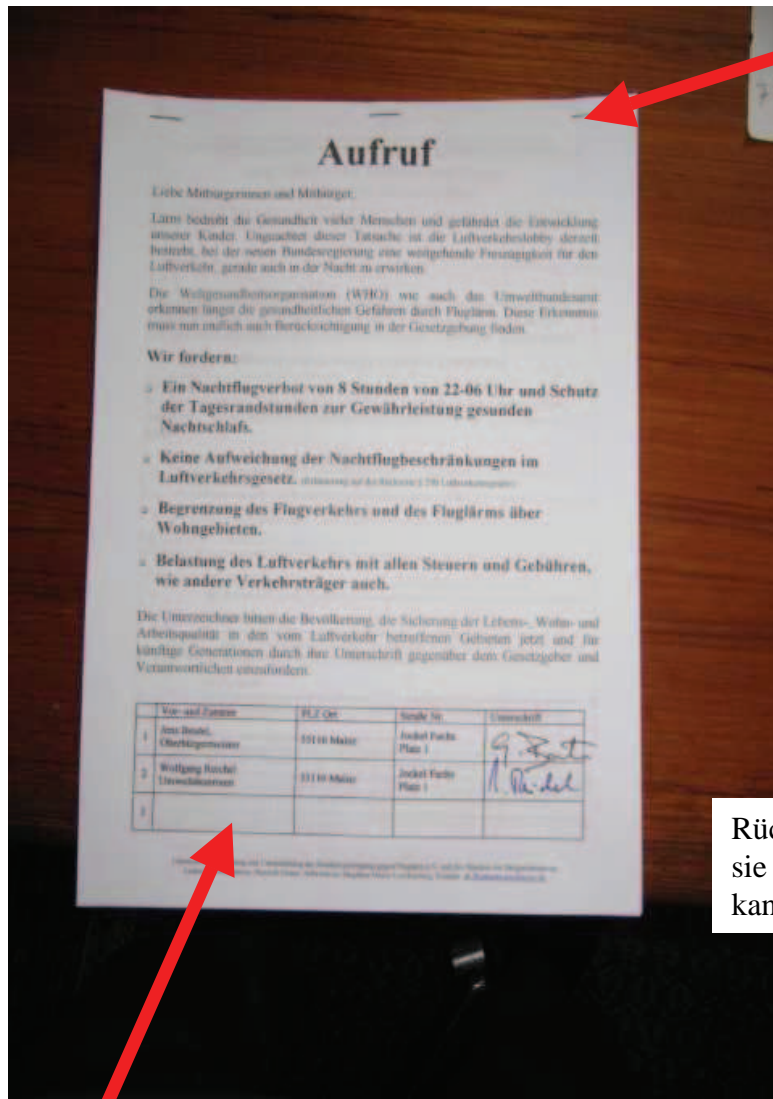 Aufruf
Liebe Mitbürgerinnen und Mitbürger,
Lärm bedroht die Gesundheit vieler Menschen und gefährdet die Entwicklung
unserer Kinder. Ungeachtet dieser Tatsache ist die Luftverkehrslobby derzeit
bestrebt, bei der neuen Bundesregierung eine weitgehende Freizügigkeit für den
Luftverkehr, gerade auch in der Nacht zu erwirken.
Die Weltgesundheitsorganisation (WHO) wie auch das Umweltbundesamt
erkennen längst die gesundheitlichen Gefahren durch Fluglärm. Diese Erkenntnis
muss nun endlich auch Berücksichtigung in der Gesetzgebung finden.
Wir fordern:
Ein Nachtflugverbot von 8 Stunden von 22-06 Uhr und Schutz
der Tagesrandstunden zur Gewährleistung gesunden
Nachtschlafs.
Keine Aufweichung der Nachtflugbeschränkungen im
Luftverkehrsgesetz.
Begrenzung des Flugverkehrs und des Fluglärms über
Wohngebieten.
Belastung des Luftverkehrs mit allen Steuern und Gebühren,
wie andere Verkehrsträger auch.
Die Unterzeichner bitten die Bevölkerung, die Sicherung der Lebens-, Wohn- und
Arbeitsqualität in den vom Luftverkehr betroffenen Gebieten jetzt und für
künftige Generationen durch ihre Unterschrift gegenüber dem Gesetzgeber und
Verantwortlichen einzufordern.
Vor- und Zuname PLZ Ort Straße Nr. Unterschrift
1 Jens Beutel, Oberbürgermeister 55116 Mainz Jockel Fuchs Platz 1
2 Wolfgang Reichel Umweltdezernent 55116 Mainz Jockel Fuchs Platz 1
3
Rüc
sie
kan